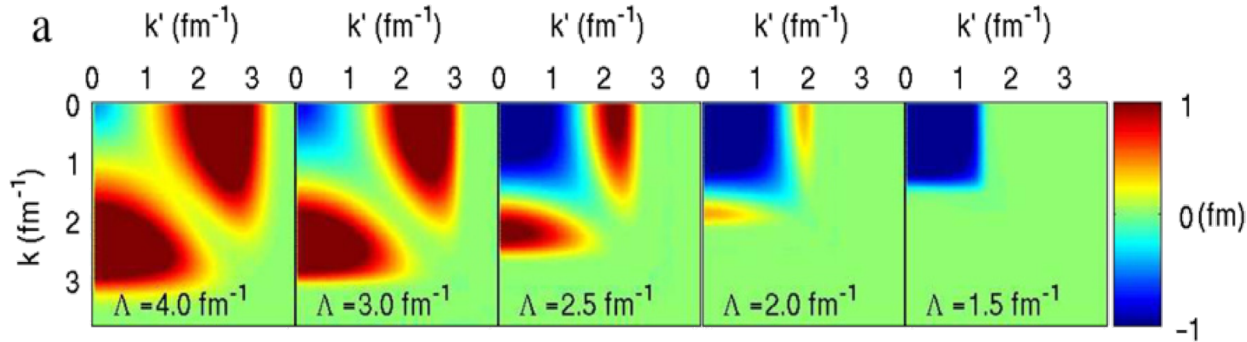 a k' (fm⁻¹) k' (fm⁻¹) k' (fm⁻¹) k' (fm⁻¹) k' (fm⁻¹)
0 1 2 3 0 1 2 3 0 1 2 3 0 1 2 3 0 1 2 3
0
1
2
3
k (fm⁻¹)
Λ =4.0 fm⁻¹ Λ =3.0 fm⁻¹ Λ =2.5 fm⁻¹ Λ =2.0 fm⁻¹ Λ =1.5 fm⁻¹
1
0 (fm)
−1